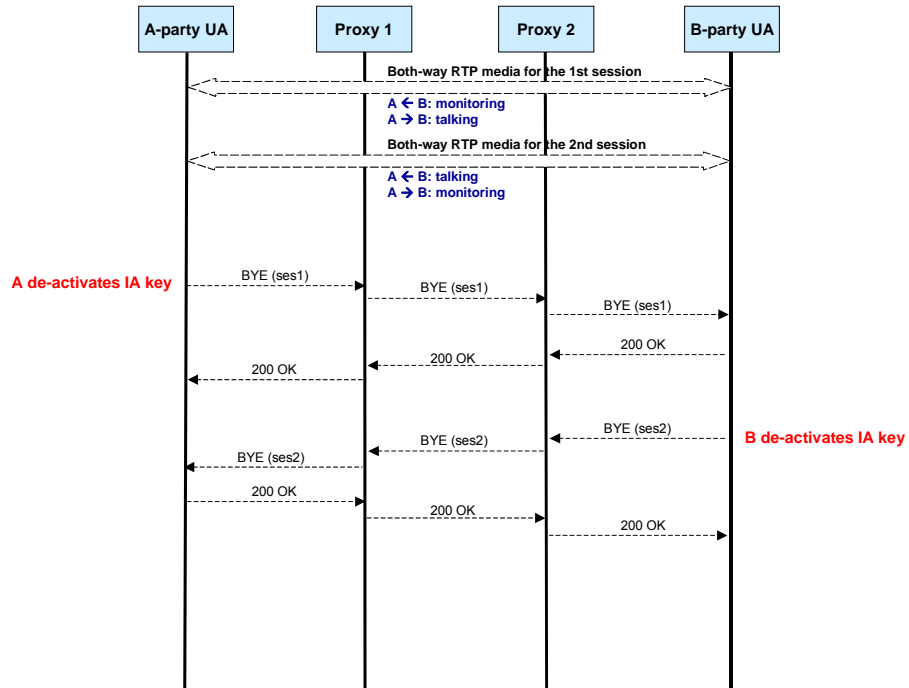 A-party UA
Proxy 1
Proxy 2
B-party UA
Both-way RTP media for the 1st session
A ← B: monitoring
A → B: talking
Both-way RTP media for the 2nd session
A ← B: talking
A → B: monitoring
A de-activates IA key
BYE (ses1)
BYE (ses1)
BYE (ses1)
200 OK
200 OK
200 OK
BYE (ses2)
B de-activates IA key
BYE (ses2)
BYE (ses2)
200 OK
200 OK
200 OK